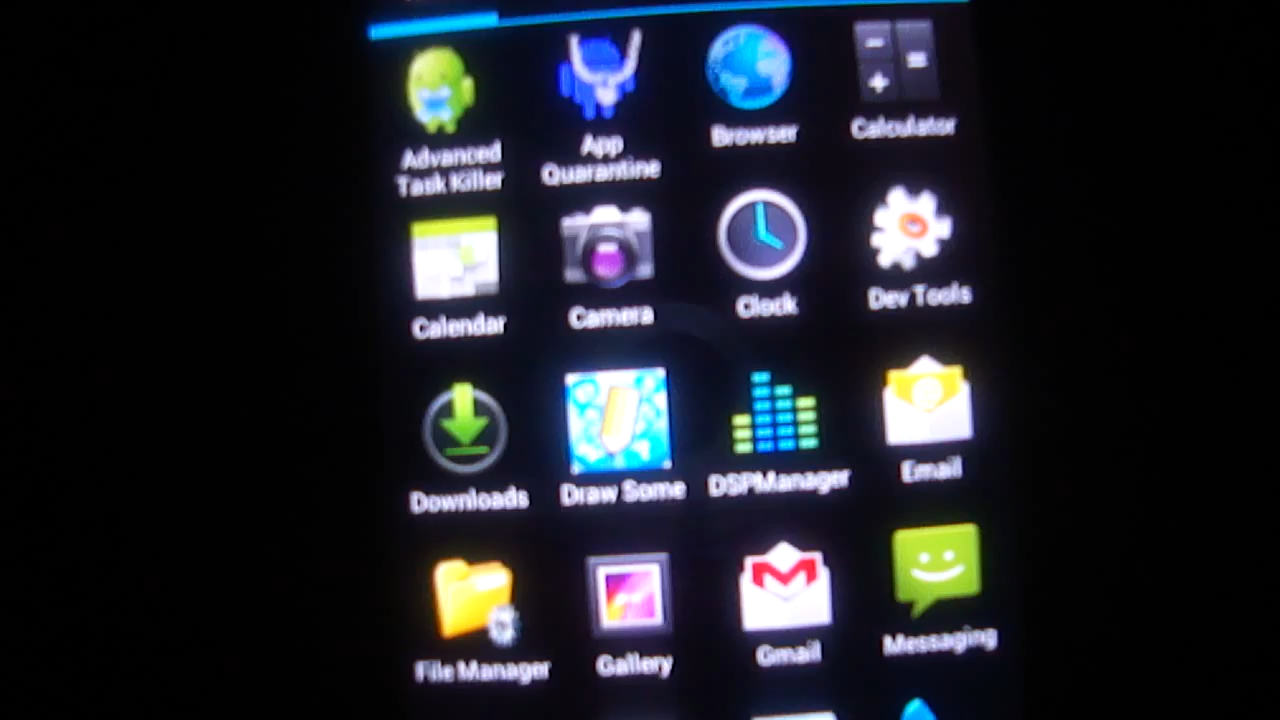 Advanced
Task Killer
App
Quarantine
Browser
Calculator
Calendar
Camera
Clock
Dev Tools
Downloads
Draw Some
DSPManager
Email
File Manager
Gallery
Gmail
Messaging